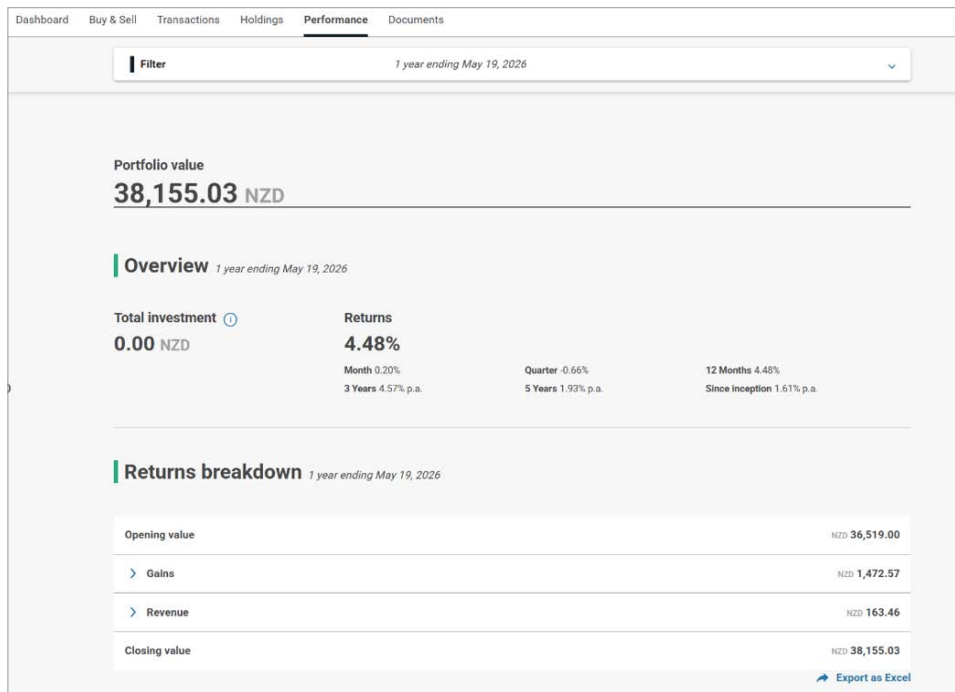 Dashboard Buy & Sell Transactions Holdings Performance Documents
Filter 1 year ending May 19, 2026
Portfolio value
38,155.03 NZD
Overview 1 year ending May 19, 2026
Total investment Returns
0.00 NZD 4.48%
Month 0.20% Quarter -0.66% 12 Months 4.48%
3 Years 4.57% p.a. 5 Years 1.93% p.a. Since inception 1.61% p.a.
Returns breakdown 1 year ending May 19, 2026
Opening value NZD 36,519.00
Gains NZD 1,472.57
Revenue NZD 163.46
Closing value NZD 38,155.03
Export as Excel